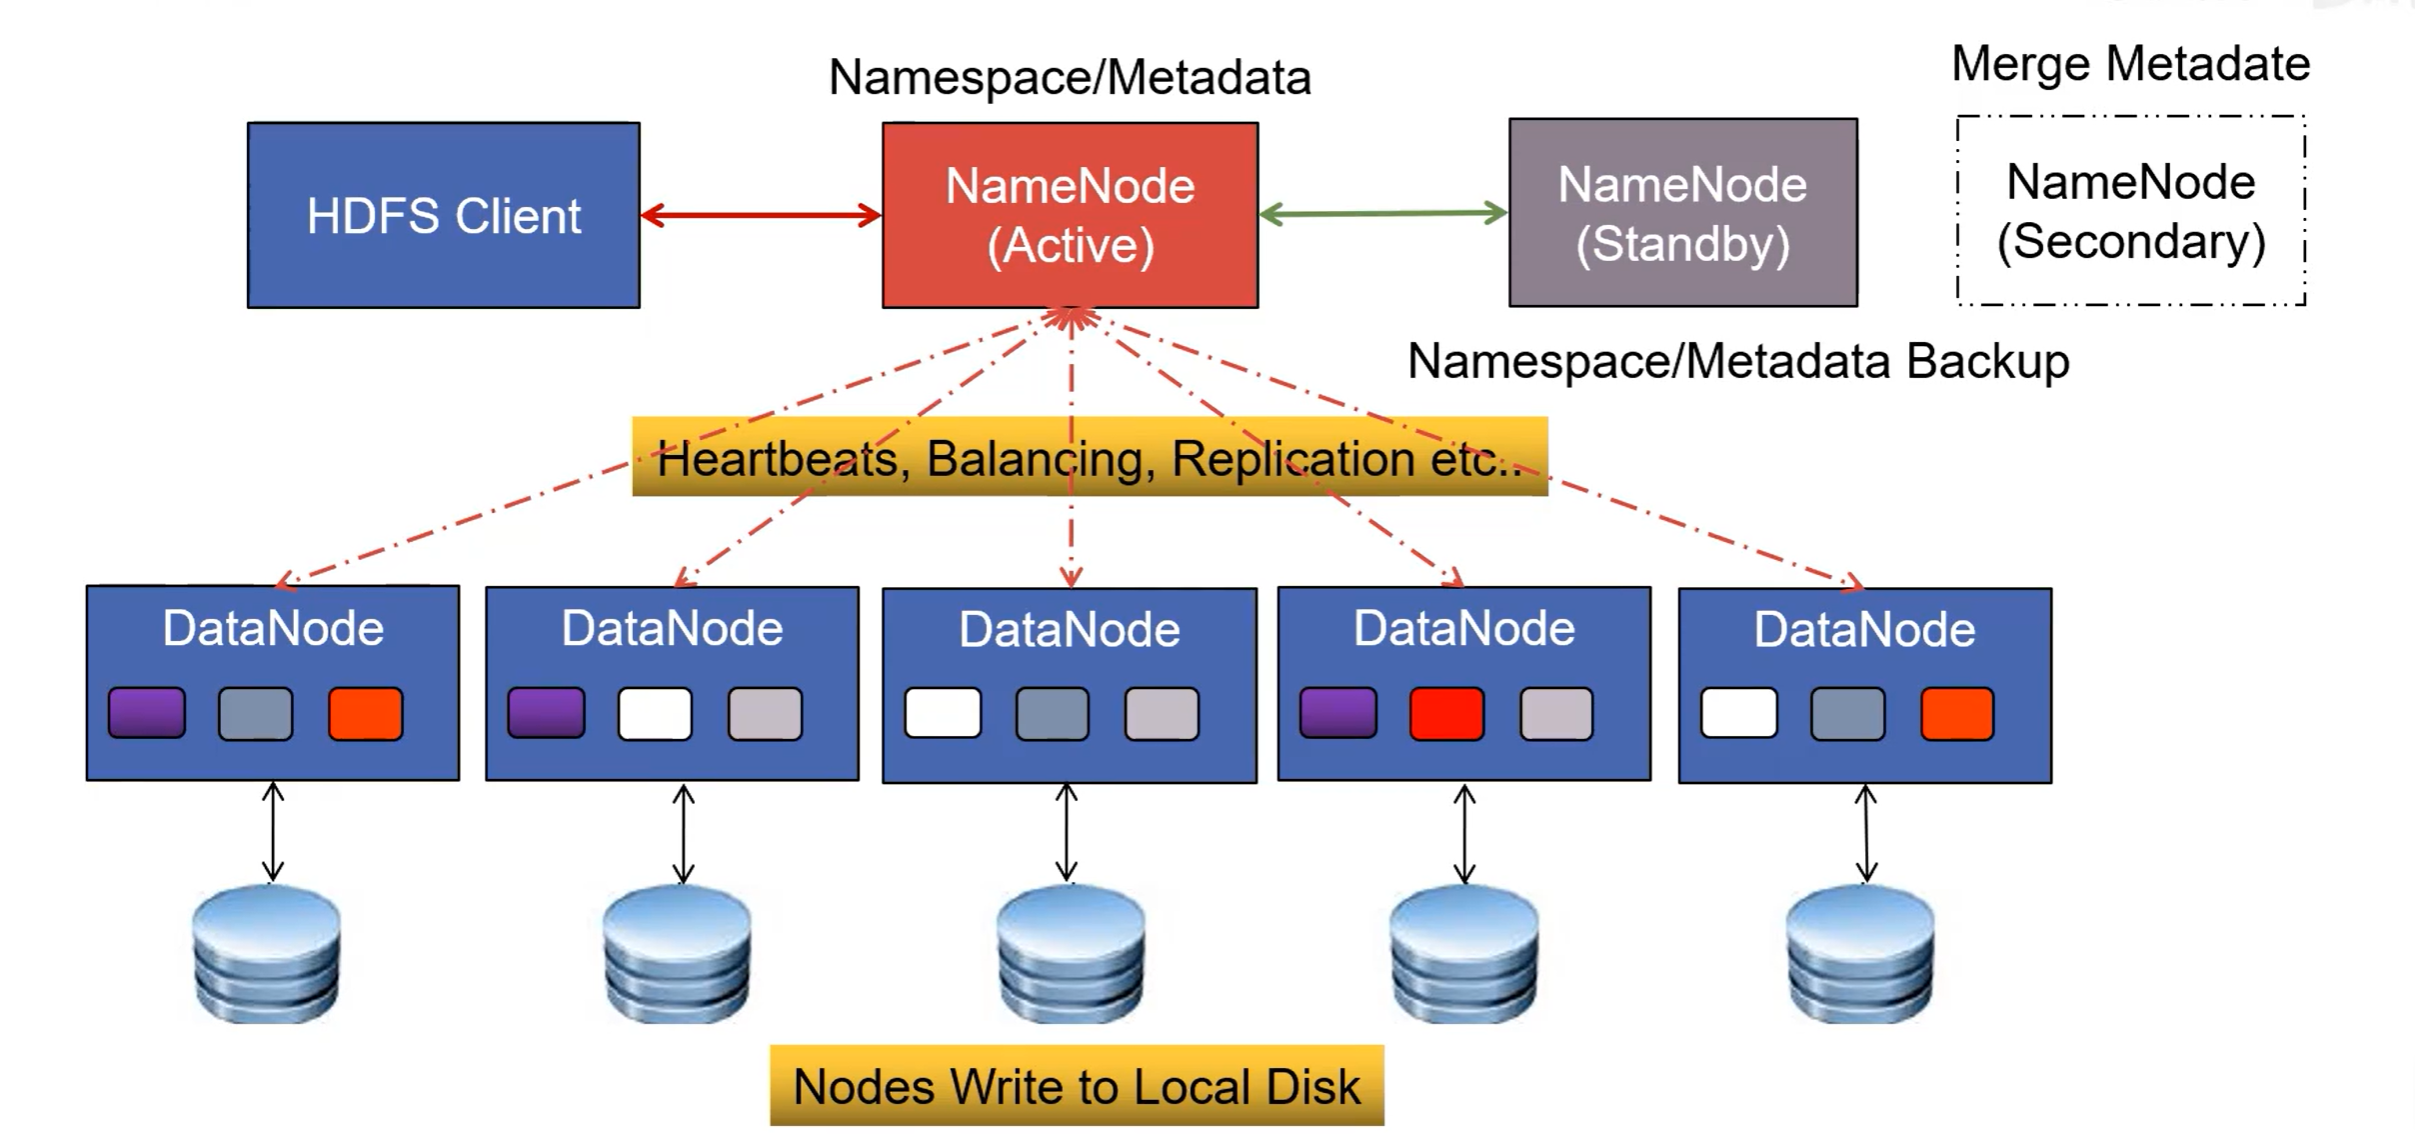 Namespace/Metadata
Merge Metadate
HDFS Client
NameNode
(Active)
NameNode
(Standby)
NameNode
(Secondary)
Namespace/Metadata Backup
Heartbeats, Balancing, Replication etc..
DataNode
DataNode
DataNode
DataNode
DataNode
Nodes Write to Local Disk